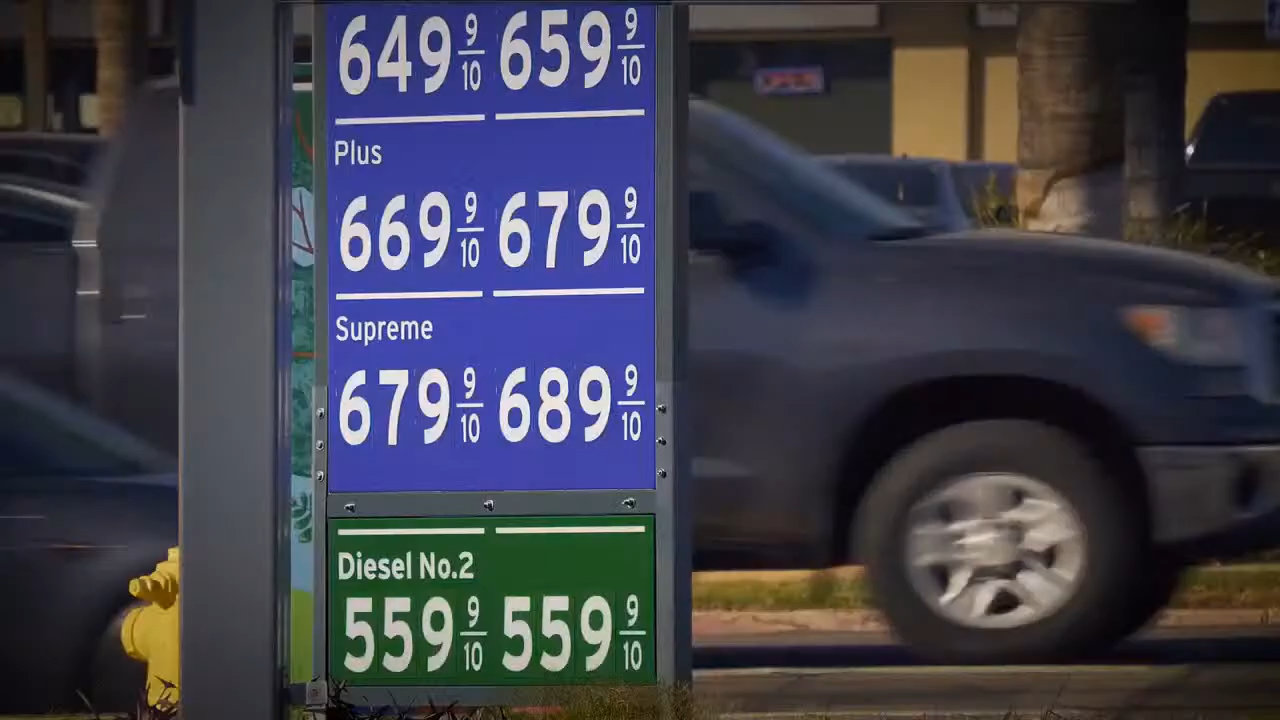 649 9/10 659 9/10
Plus
669 9/10 679 9/10
Supreme
679 9/10 689 9/10
Diesel No.2
559 9/10 559 9/10